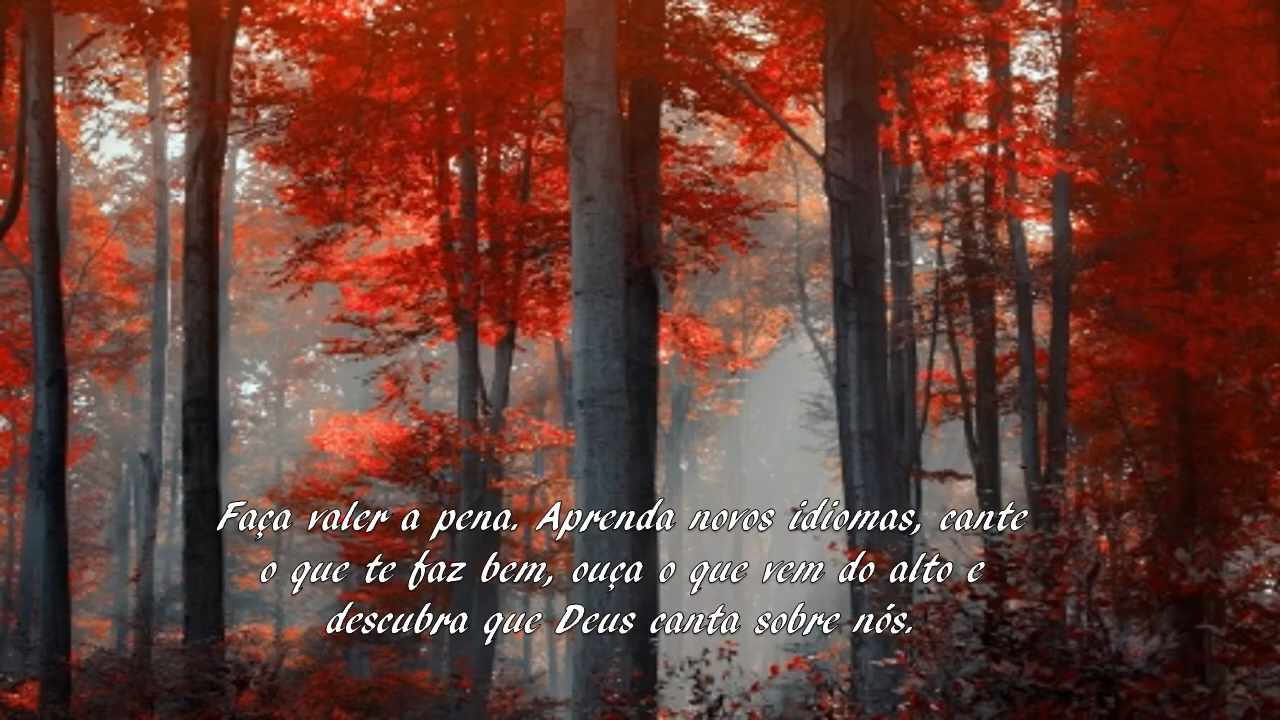 Faça valer a pena. Aprenda novos idiomas, cante
o que te faz bem, ouça o que vem do alto e
descubra que Deus canta sobre nós.